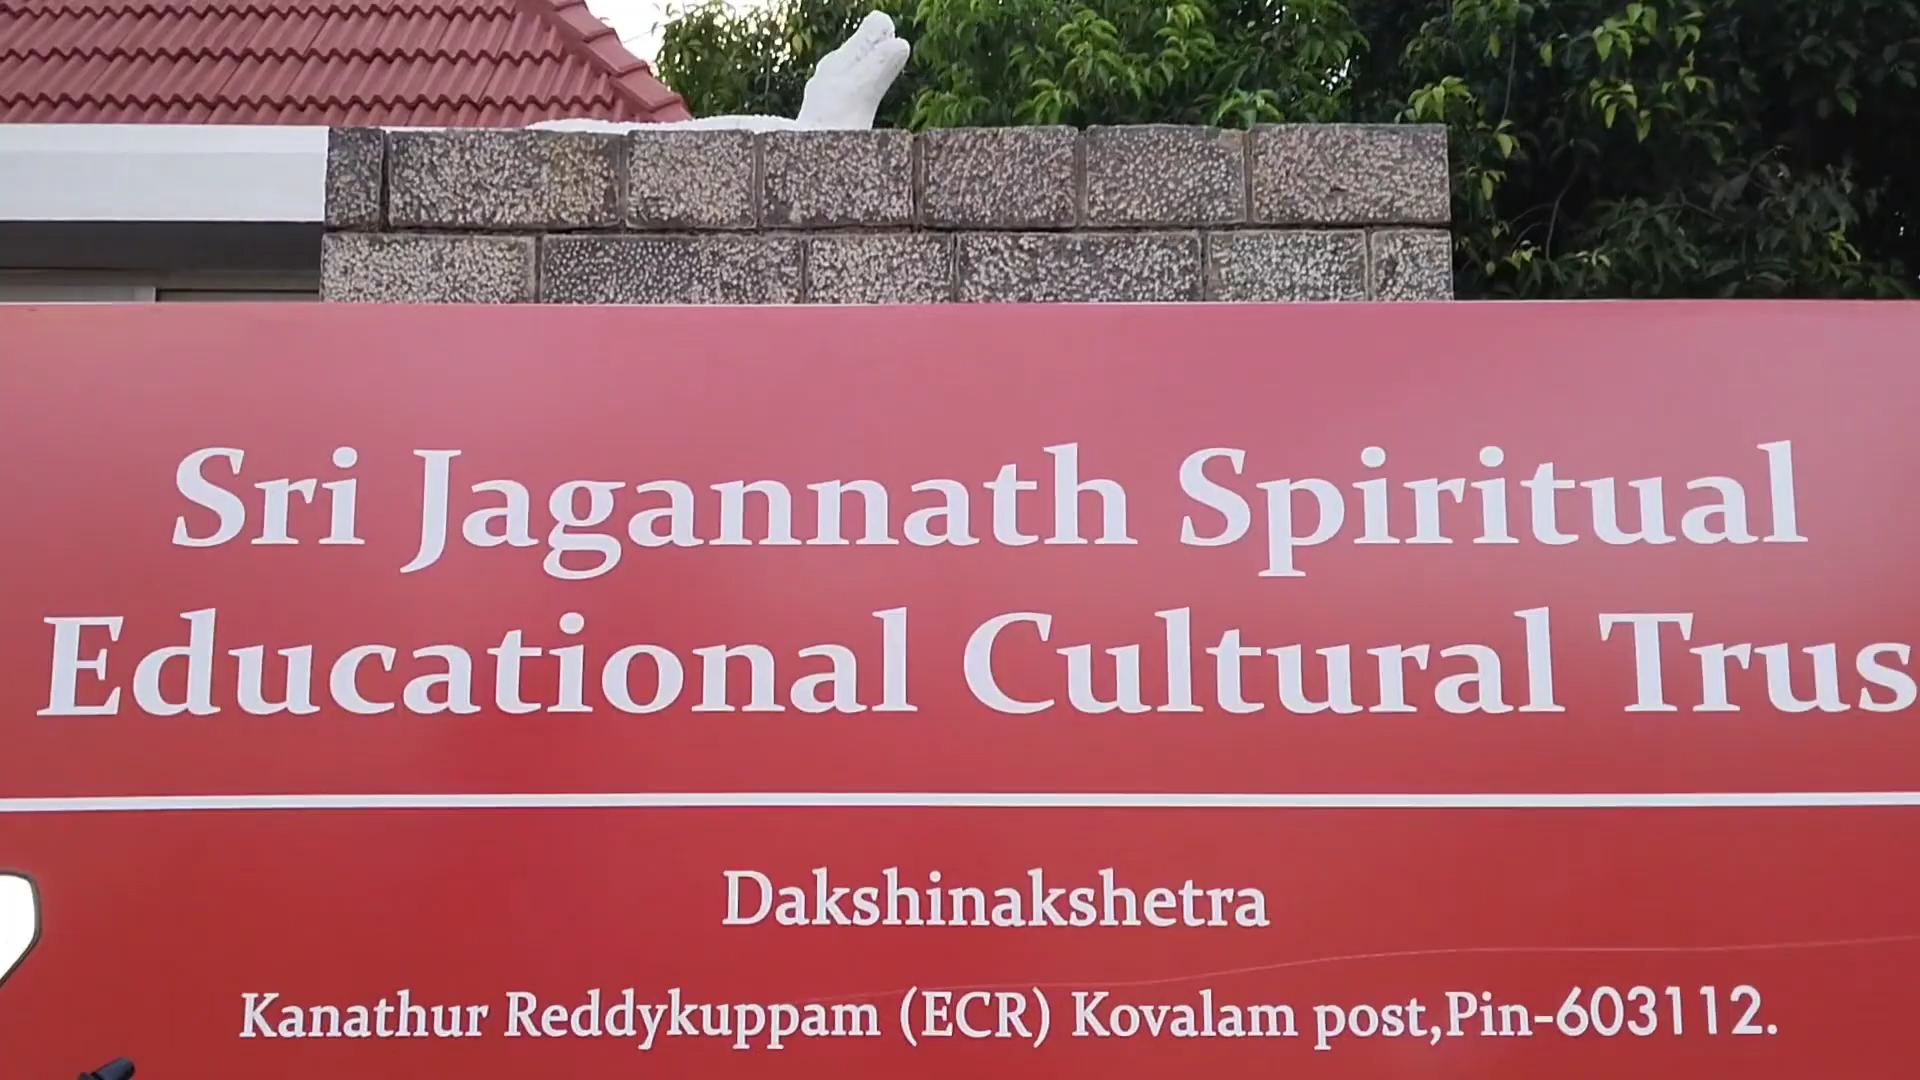 Sri Jagannath Spiritual
Educational Cultural Trus
Dakshinakshetra
Kanathur Reddykuppam (ECR) Kovalam post,Pin-603112.